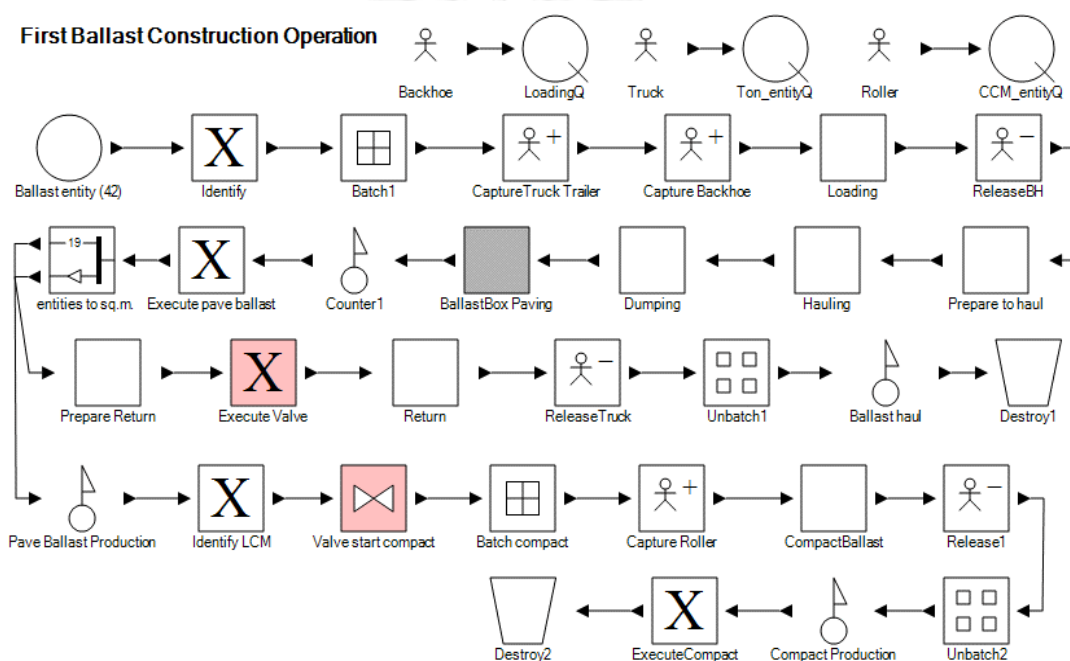 First Ballast Construction Operation
Backhoe
LoadingQ
Truck
Ton_entityQ
Roller
CCM_entityQ
X
+
+
−
Ballast entity (42)
Identify
Batch1
CaptureTruck Trailer
Capture Backhoe
Loading
ReleaseBH
19
X
entities to sq.m.
Execute pave ballast
Counter1
BallastBox Paving
Dumping
Hauling
Prepare to haul
X
−
Prepare Return
Execute Valve
Return
ReleaseTruck
Unbatch1
Ballast haul
Destroy1
X
+
−
Pave Ballast Production
Identify LCM
Valve start compact
Batch compact
Capture Roller
CompactBallast
Release1
X
Destroy2
ExecuteCompact
Compact Production
Unbatch2